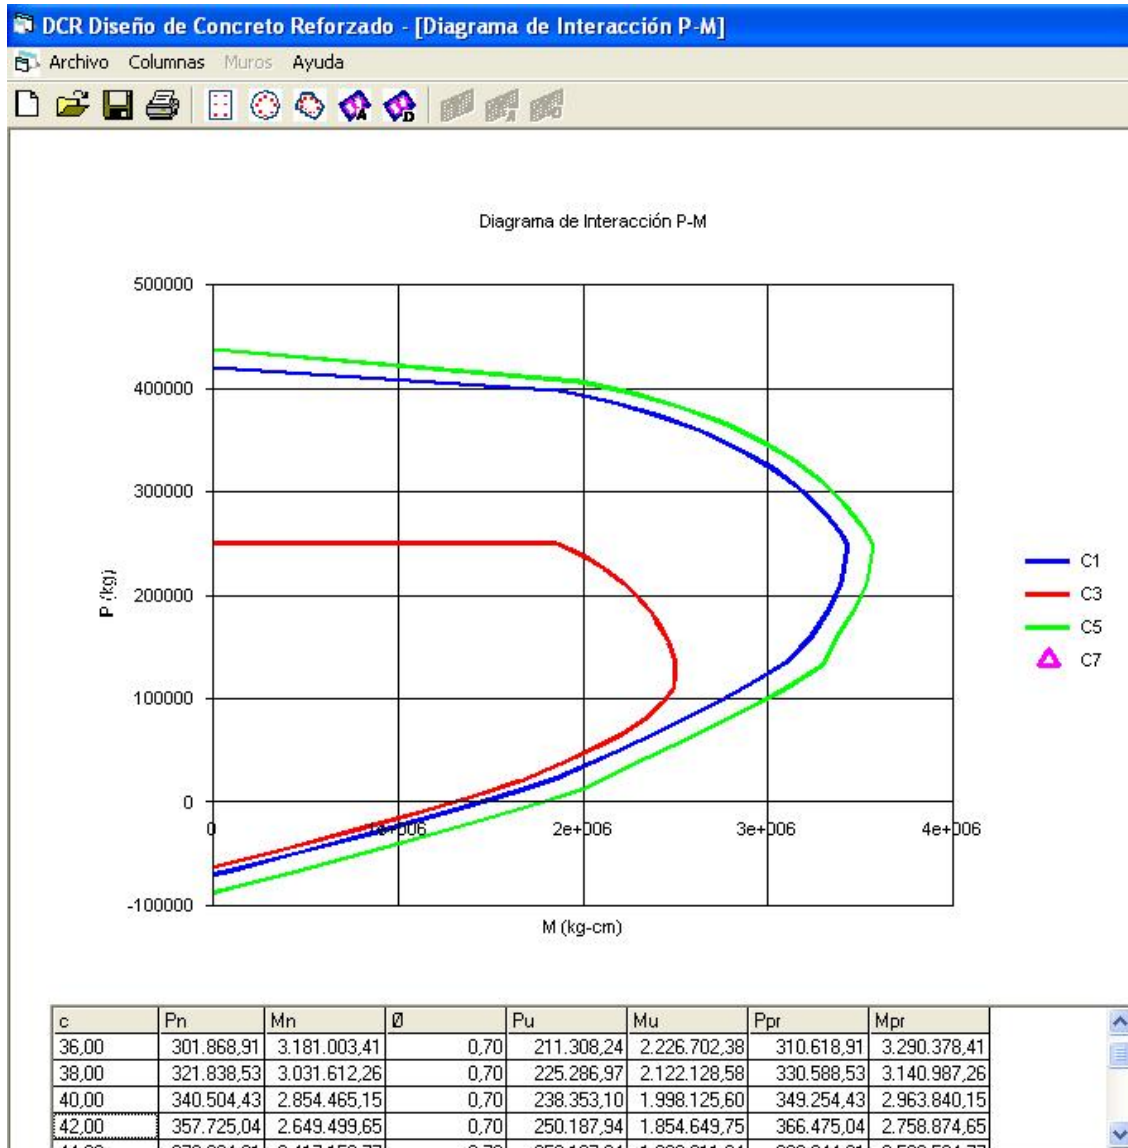 DCR Diseño de Concreto Reforzado - [Diagrama de Interacción P-M]
Archivo Columnas Muros Ayuda
Diagrama de Interacción P-M
500000
400000
300000
200000
100000
0
-100000
P (kg)
0 1e+006 2e+006 3e+006 4e+006
M (kg-cm)
C1
C3
C5
C7
c Pn Mn Ø Pu Mu Ppr Mpr
36,00 301.868,91 3.181.003,41 0,70 211.308,24 2.226.702,38 310.618,91 3.290.378,41
38,00 321.838,53 3.031.612,26 0,70 225.286,97 2.122.128,58 330.588,53 3.140.987,26
40,00 340.504,43 2.854.465,15 0,70 238.353,10 1.998.125,60 349.254,43 2.963.840,15
42,00 357.725,04 2.649.499,65 0,70 250.187,94 1.854.649,75 366.475,04 2.758.874,65